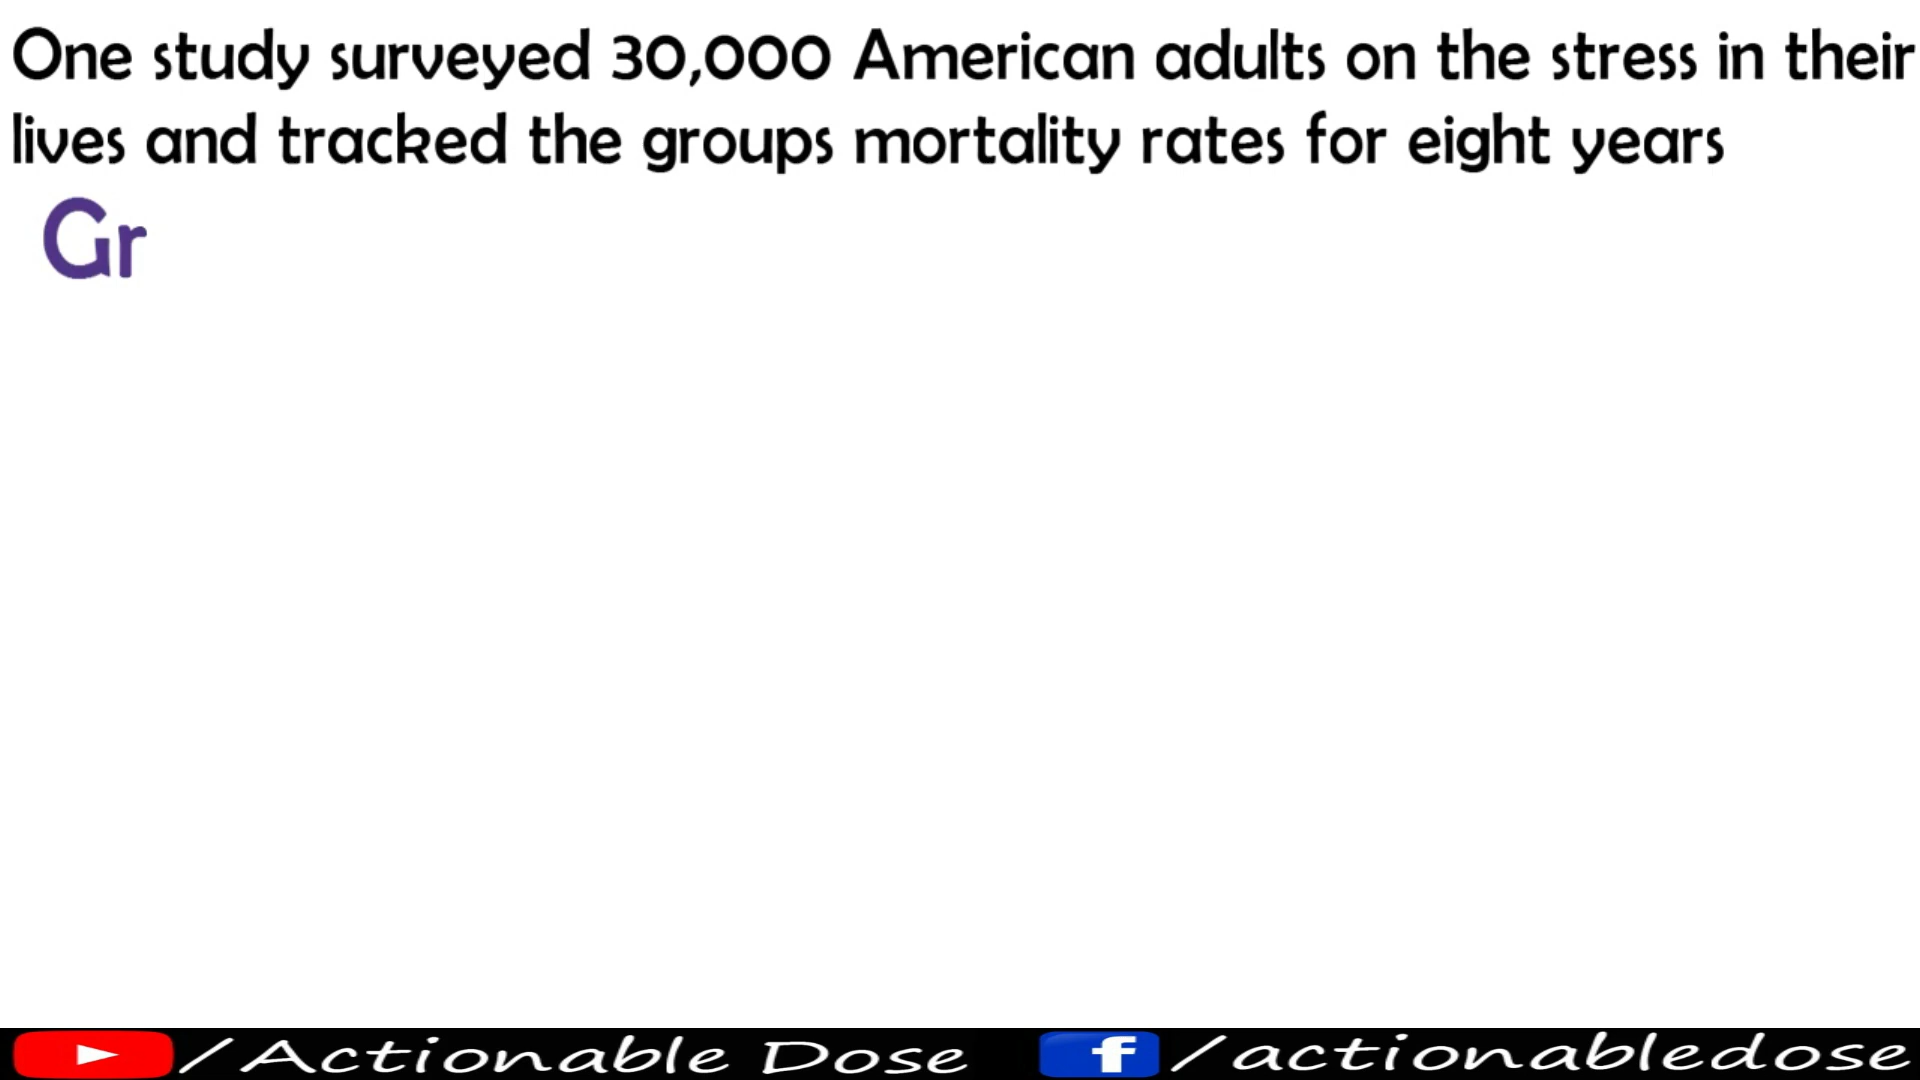 One study surveyed 30,000 American adults on the stress in their
lives and tracked the groups mortality rates for eight years
Gr
/Actionable Dose f/actionabledose